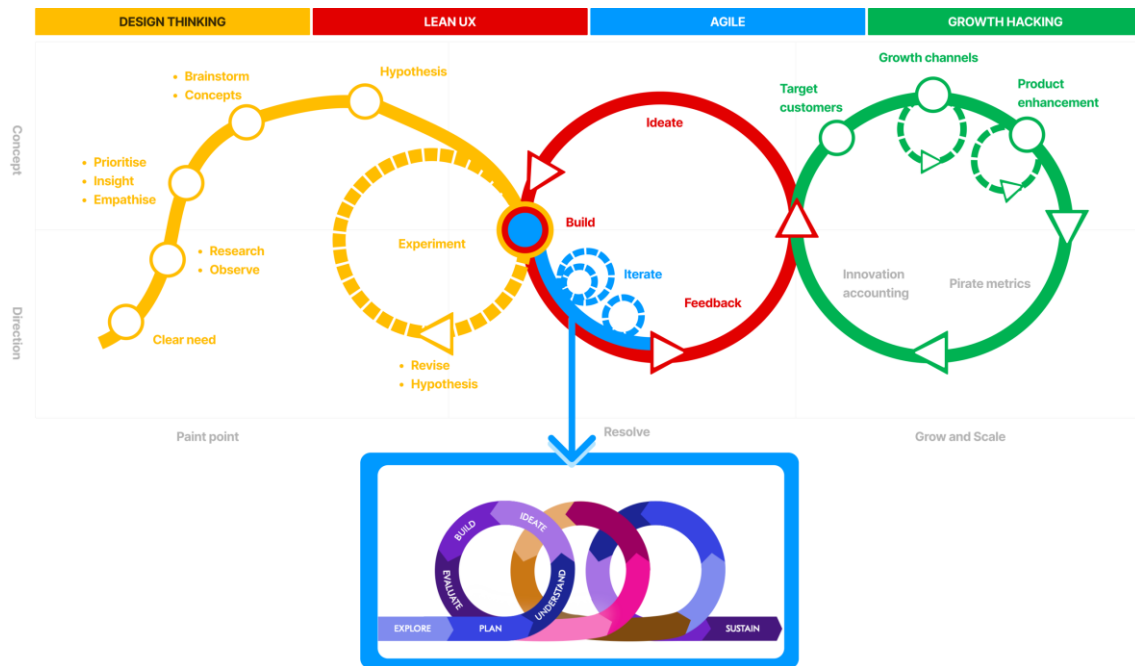 DESIGN THINKING
LEAN UX
AGILE
GROWTH HACKING
Concept
Direction
• Brainstorm
• Concepts
Hypothesis
• Prioritise
• Insight
• Empathise
• Research
• Observe
Clear need
Experiment
• Revise
• Hypothesis
Ideate
Build
Iterate
Feedback
Growth channels
Target
customers
Product
enhancement
Innovation
accounting
Pirate metrics
Paint point
Resolve
Grow and Scale
BUILD
IDEATE
EVALUATE
UNDERSTAND
EXPLORE
PLAN
SUSTAIN